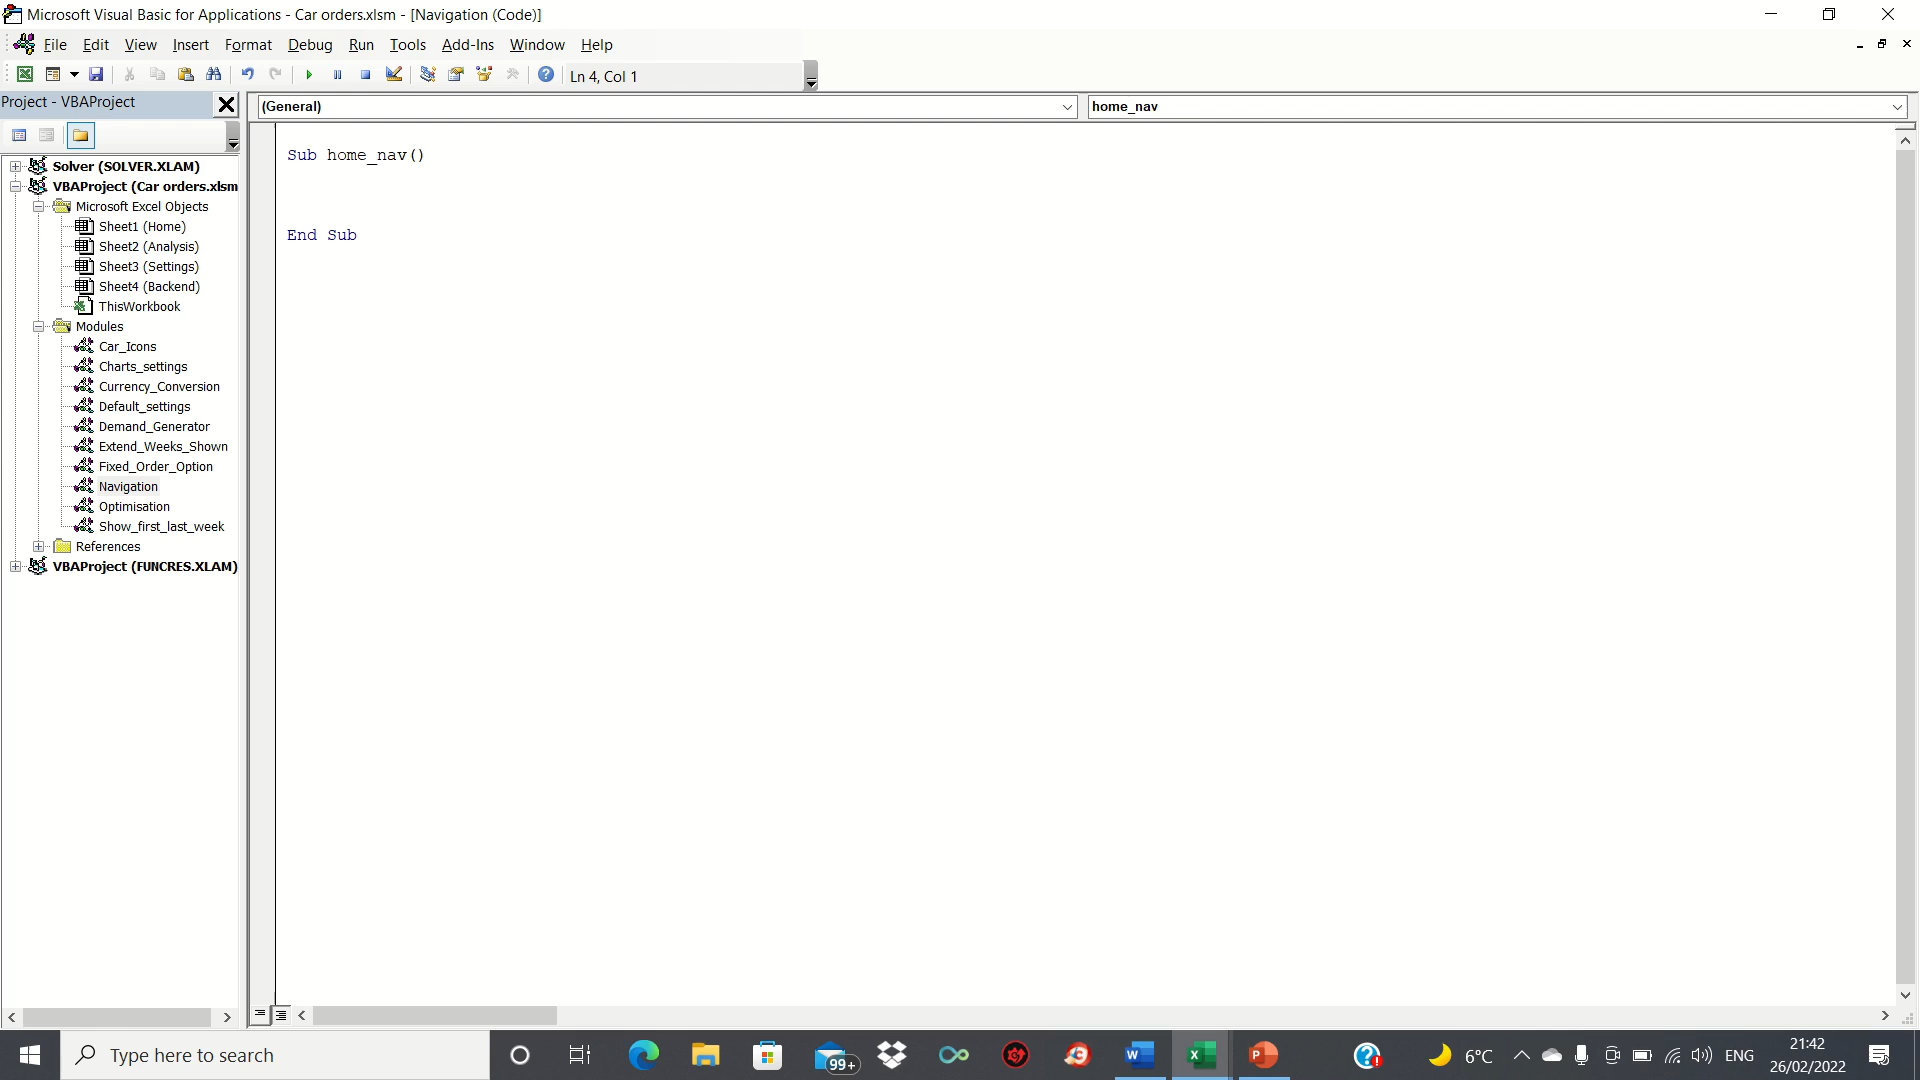 Microsoft Visual Basic for Applications - Car orders.xlsm - [Navigation (Code)]
File Edit View Insert Format Debug Run Tools Add-Ins Window Help
Ln 4, Col 1
Project - VBAProject
(General)
home_nav
Solver (SOLVER.XLAM)
VBAProject (Car orders.xlsm
Microsoft Excel Objects
Sheet1 (Home)
Sheet2 (Analysis)
Sheet3 (Settings)
Sheet4 (Backend)
ThisWorkbook
Modules
Car_Icons
Charts_settings
Currency_Conversion
Default_settings
Demand_Generator
Extend_Weeks_Shown
Fixed_Order_Option
Navigation
Optimisation
Show_first_last_week
References
VBAProject (FUNCRES.XLAM)
Sub home_nav()
End Sub
Type here to search
99+
6°C
ENG
21:42
26/02/2022